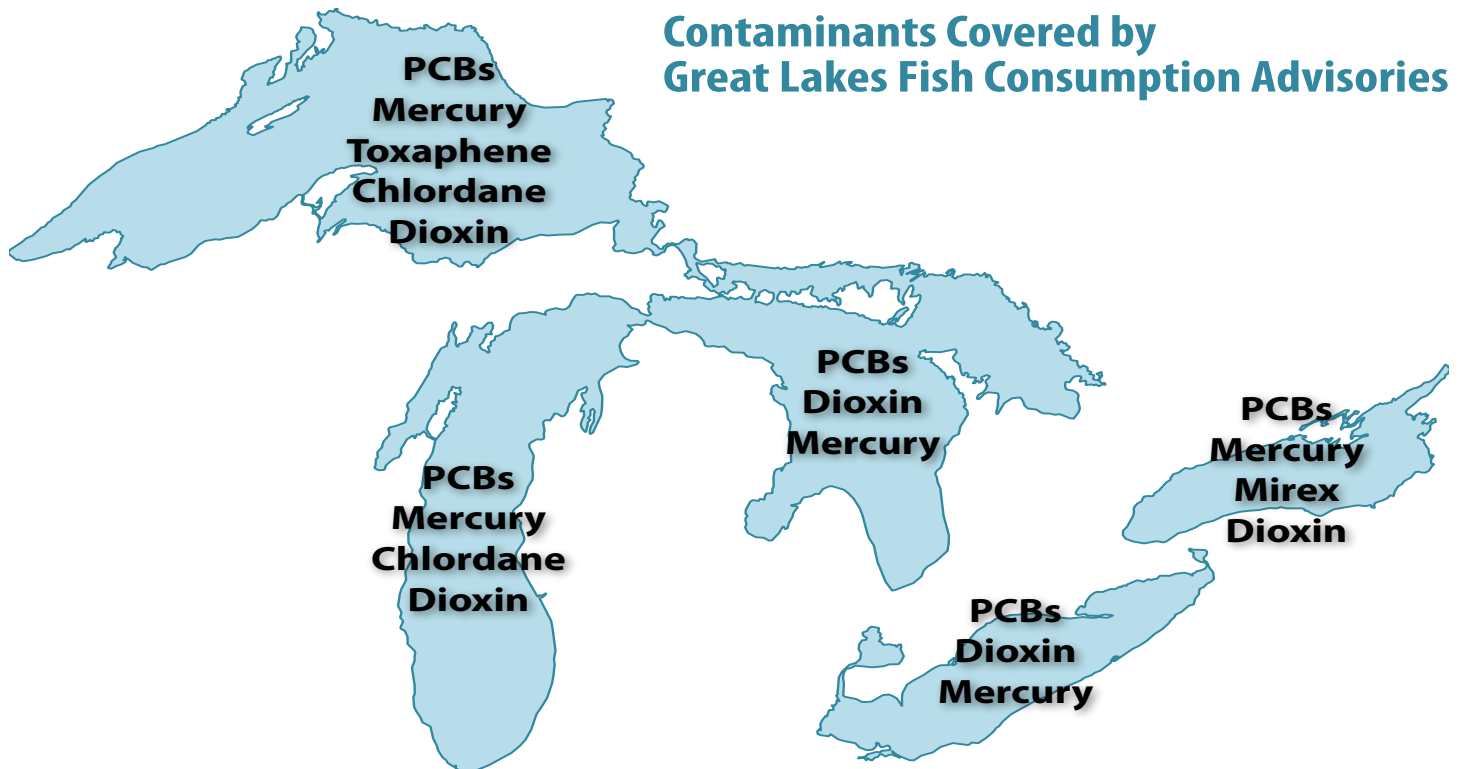 Contaminants Covered by
Great Lakes Fish Consumption Advisories
PCBs
Mercury
Toxaphene
Chlordane
Dioxin
PCBs
Mercury
Chlordane
Dioxin
PCBs
Dioxin
Mercury
PCBs
Mercury
Mirex
Dioxin
PCBs
Dioxin
Mercury